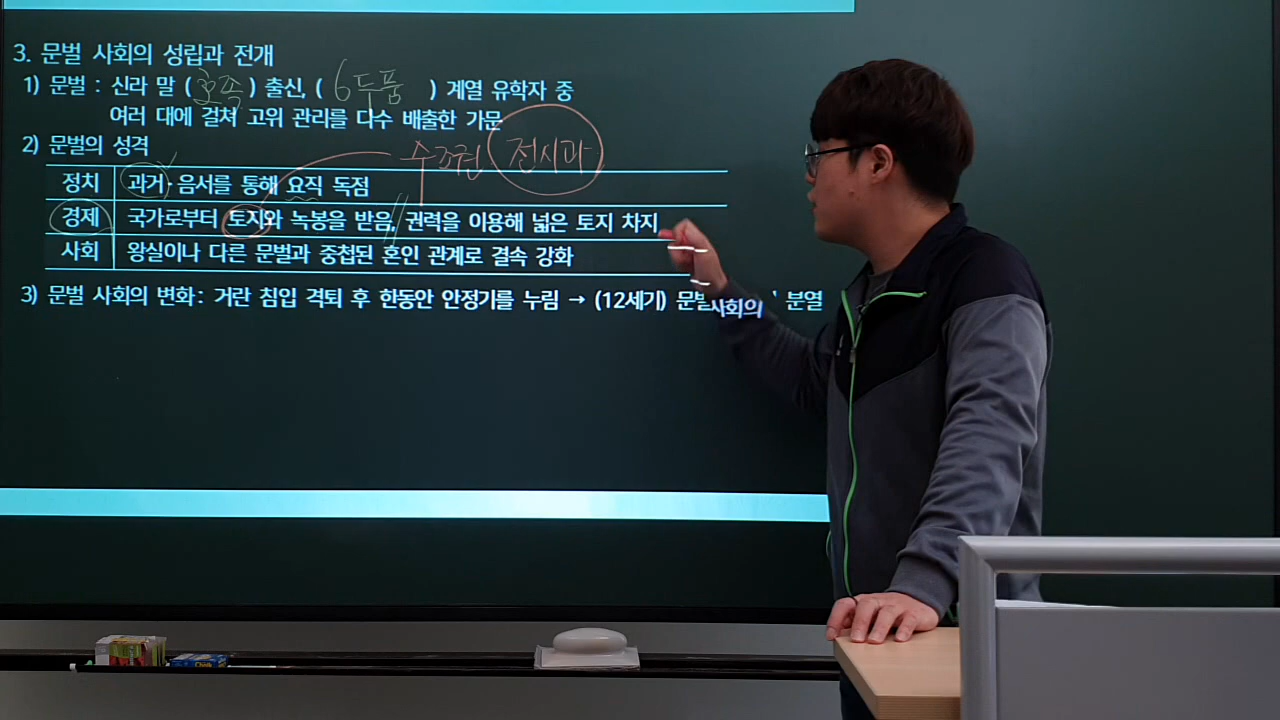 3. 문벌 사회의 성립과 전개
1) 문벌 : 신라 말 ( 호족 ) 출신, ( 6두품 ) 계열 유학자 중
여러 대에 걸쳐 고위 관리를 다수 배출한 가문
2) 문벌의 성격
수조권 전시과
정치 과거·음서를 통해 요직 독점
경제 국가로부터 토지와 녹봉을 받음, 권력을 이용해 넓은 토지 차지
사회 왕실이나 다른 문벌과 중첩된 혼인 관계로 결속 강화
3) 문벌 사회의 변화 : 거란 침입 격퇴 후 한동안 안정기를 누림 → (12세기) 문벌 사회의 분열